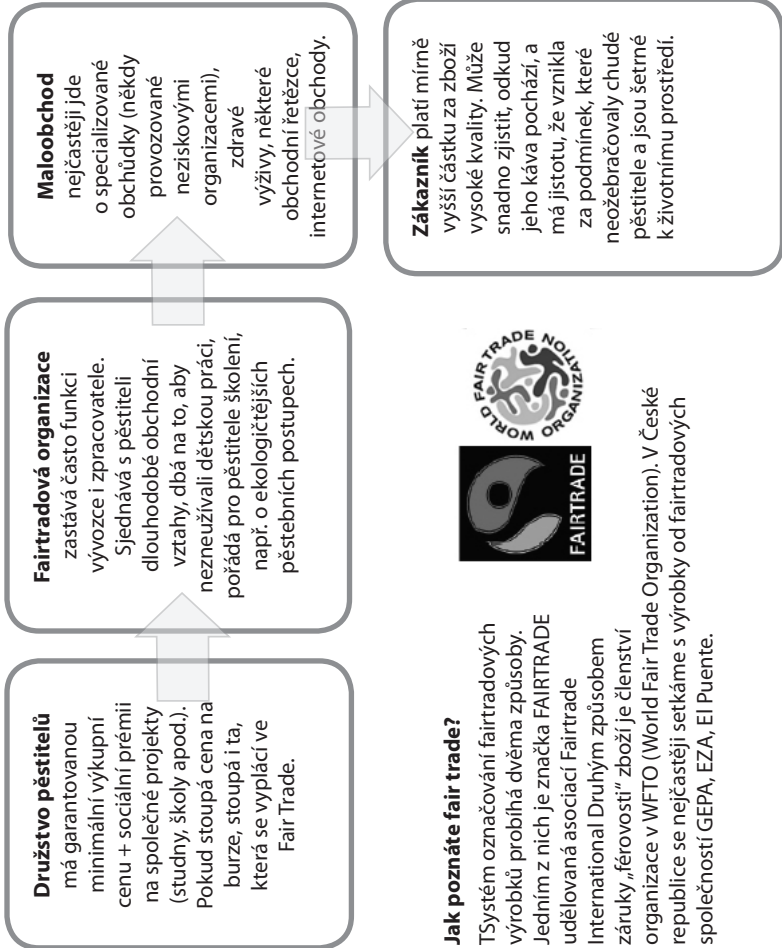 Družstvo pěstitelů
má garantovanou
minimální výkupní
cenu + sociální prémii
na společné projekty
(studny, školy apod.).
Pokud stoupá cena na
burze, stoupá i ta,
která se vyplácí ve
Fair Trade.
Fairtradová organizace
zastává často funkci
vývozce i zpracovatele.
Sjednává s pěstiteli
dlouhodobé obchodní
vztahy, dbá na to, aby
nezneužívali dětskou práci,
pořádá pro pěstitele školení,
např. o ekologičtějších
pěstebních postupech.
Maloobchod
nejčastěji jde
o specializované
obchůdky (někdy
provozované
neziskovými
organizacemi),
zdravé
výživy, některé
obchodní řetězce,
internetové obchody.
Zákazník platí mírně
vyšší částku za zboží
vysoké kvality. Může
snadno zjistit, odkud
jeho káva pochází, a
má jistotu, že vznikla
za podmínek, které
neožebračovaly chudé
pěstitele a jsou šetrné
k životnímu prostředí.
Jak poznáte fair trade?
TSystém označování fairtradových
výrobků probíhá dvěma způsoby.
Jedním z nich je značka FAIRTRADE
udělovaná asociací Fairtrade
International Druhým způsobem
záruky „férovosti“ zboží je členství
organizace v WFTO (World Fair Trade Organization). V České
republice se nejčastěji setkáme s výrobky od fairtradových
společností GEPA, EZA, El Puente.
FAIRTRADE
WORLD FAIR TRADE ORGANIZATION